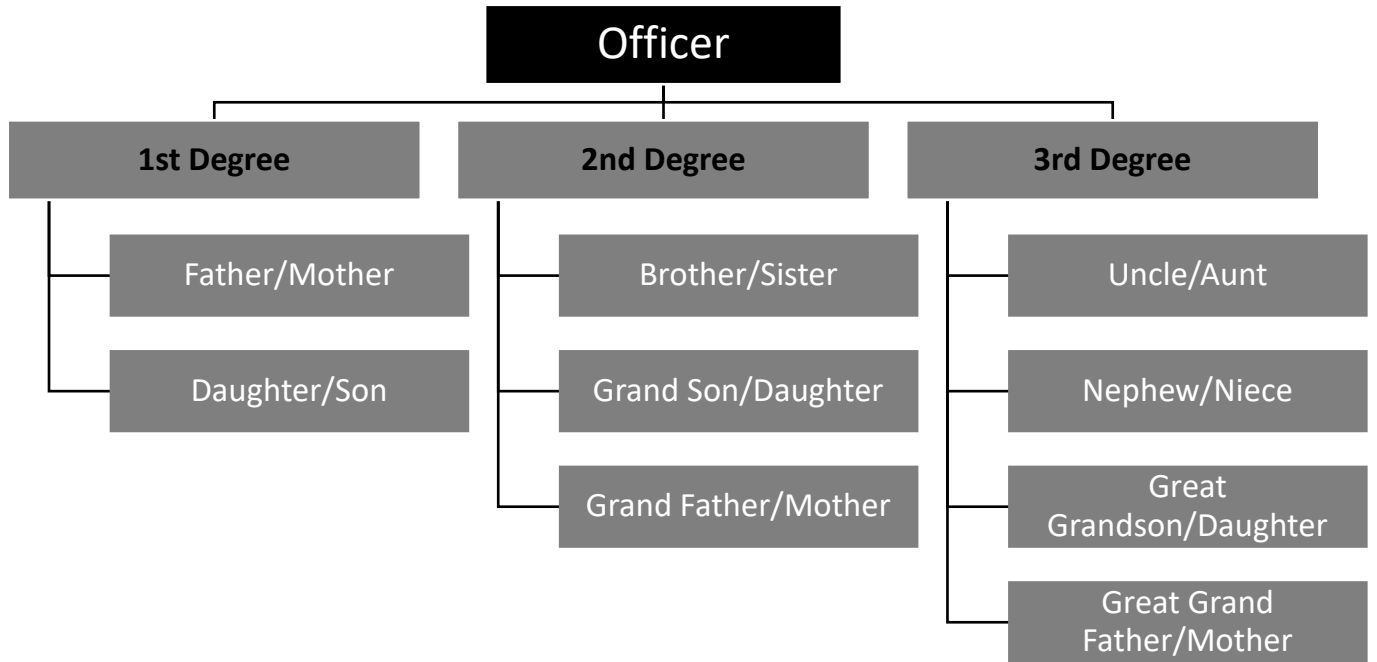 Officer
1st Degree
Father/Mother
Daughter/Son
2nd Degree
Brother/Sister
Grand Son/Daughter
Grand Father/Mother
3rd Degree
Uncle/Aunt
Nephew/Niece
Great
Grandson/Daughter
Great Grand
Father/Mother